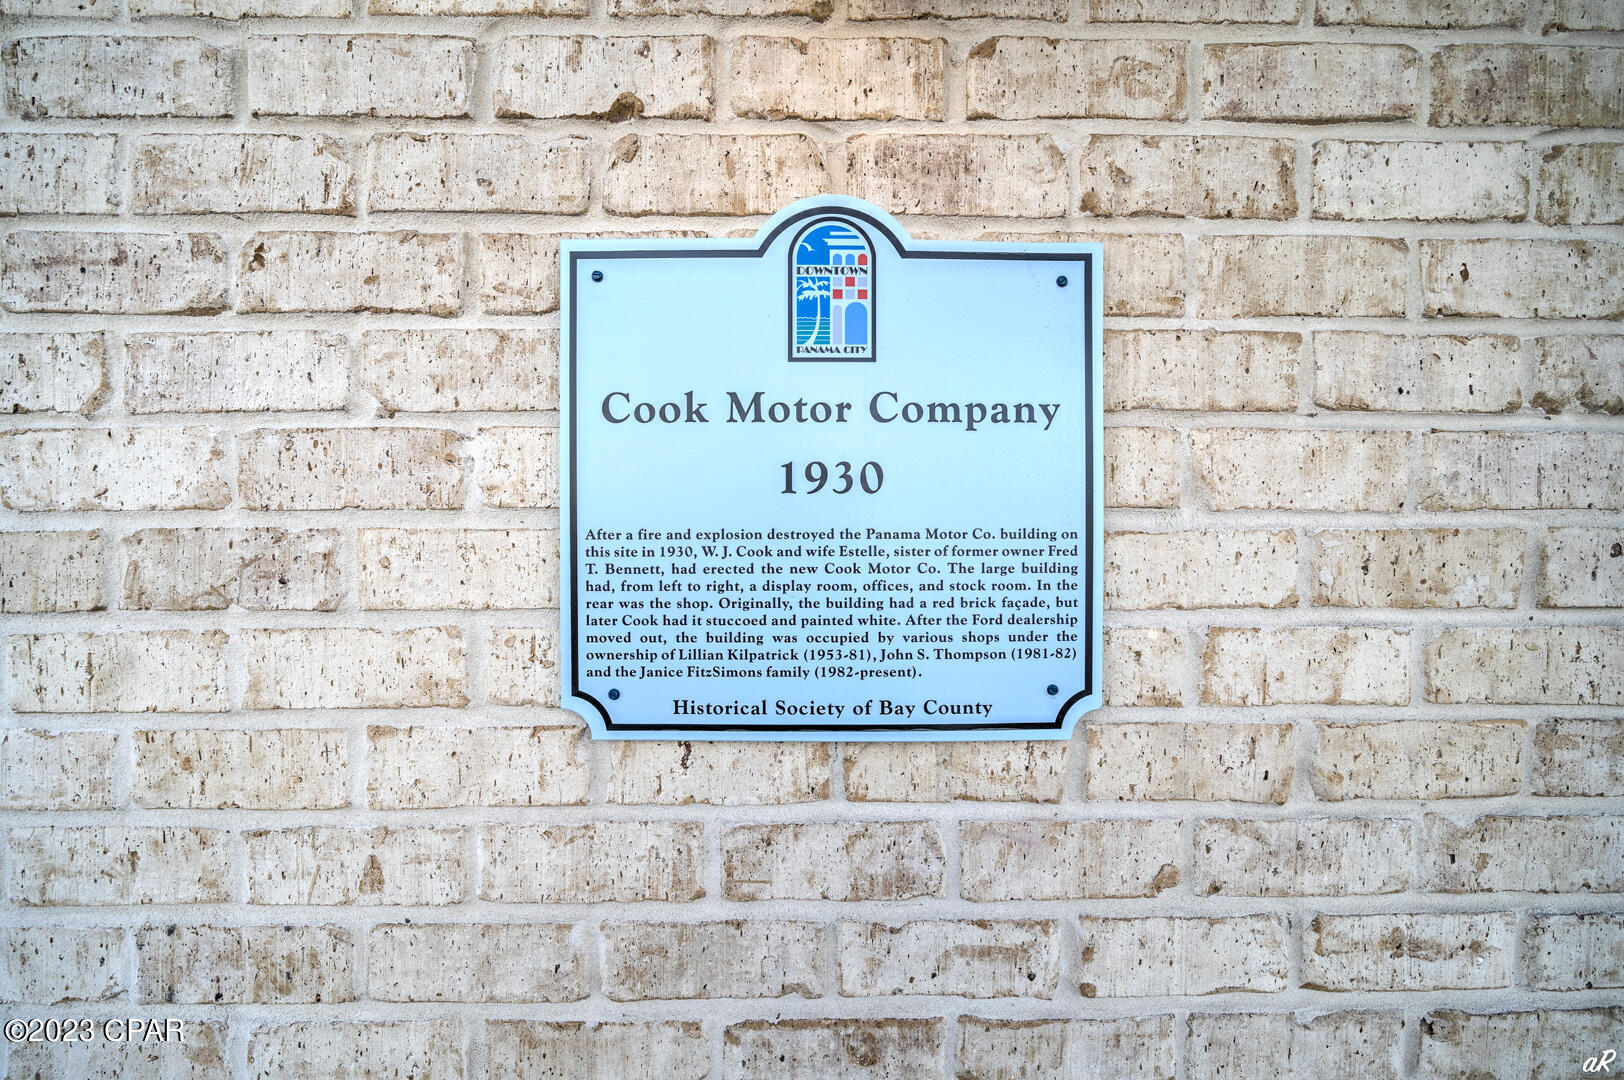 DOWNTOWN
PANAMA CITY
Cook Motor Company
1930
After a fire and explosion destroyed the Panama Motor Co. building on
this site in 1930, W. J. Cook and wife Estelle, sister of former owner Fred
T. Bennett, had erected the new Cook Motor Co. The large building
had, from left to right, a display room, offices, and stock room. In the
rear was the shop. Originally, the building had a red brick façade, but
later Cook had it stuccoed and painted white. After the Ford dealership
moved out, the building was occupied by various shops under the
ownership of Lillian Kilpatrick (1953-81), John S. Thompson (1981-82)
and the Janice FitzSimons family (1982-present).
Historical Society of Bay County
©2023 CPAR
aR